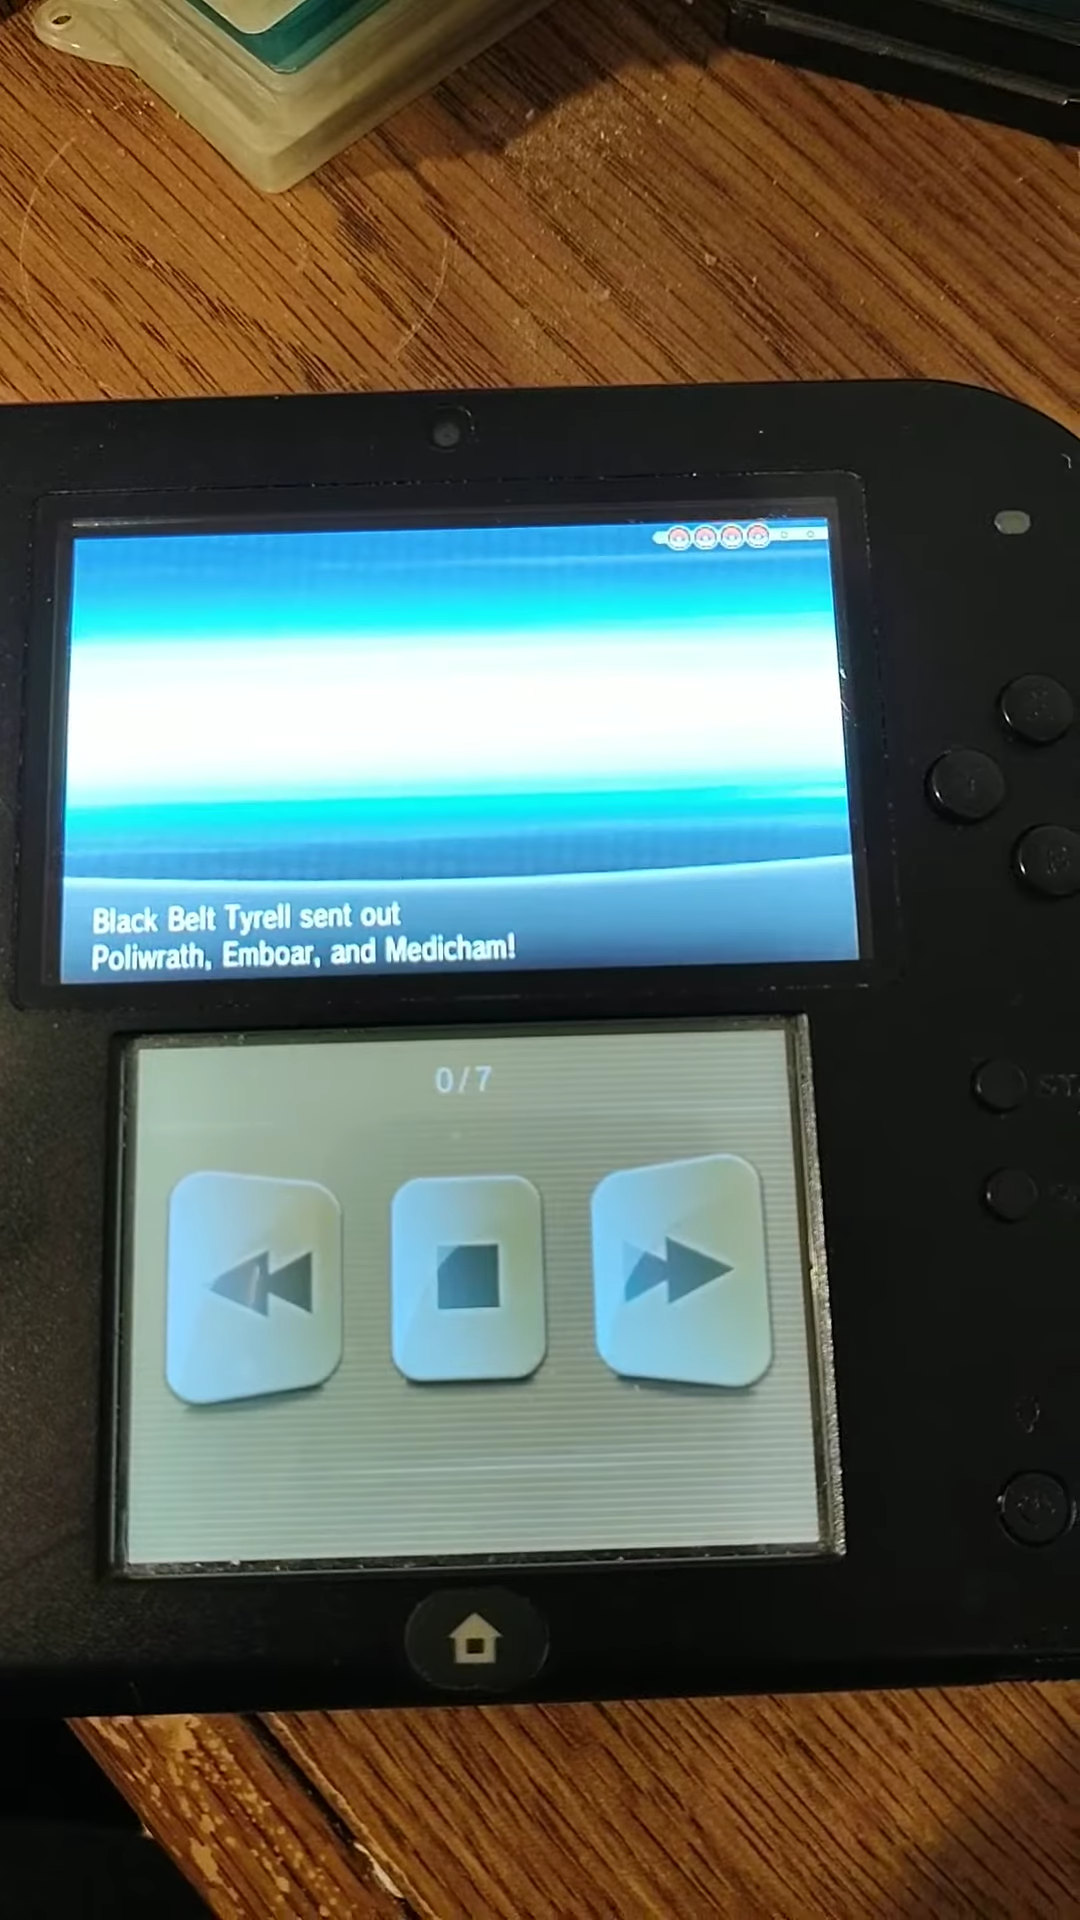 Black Belt Tyrell sent out
Poliwrath, Emboar, and Medicham!
0/7